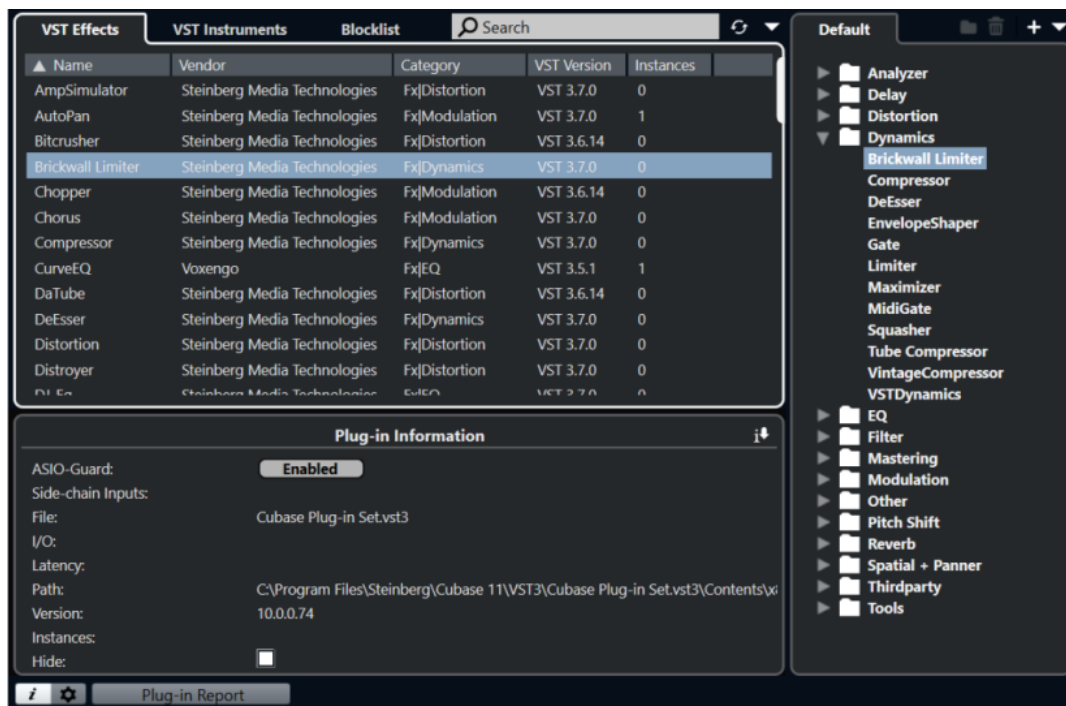 VST Effects VST Instruments Blocklist Search
Name Vendor Category VST Version Instances
AmpSimulator Steinberg Media Technologies Fx|Distortion VST 3.7.0 0
AutoPan Steinberg Media Technologies Fx|Modulation VST 3.7.0 1
Bitcrusher Steinberg Media Technologies Fx|Distortion VST 3.6.14 0
Brickwall Limiter Steinberg Media Technologies Fx|Dynamics VST 3.7.0 0
Chopper Steinberg Media Technologies Fx|Modulation VST 3.6.14 0
Chorus Steinberg Media Technologies Fx|Modulation VST 3.7.0 0
Compressor Steinberg Media Technologies Fx|Dynamics VST 3.7.0 0
CurveEQ Voxengo Fx|EQ VST 3.5.1 1
DaTube Steinberg Media Technologies Fx|Distortion VST 3.6.14 0
DeEsser Steinberg Media Technologies Fx|Dynamics VST 3.7.0 0
Distortion Steinberg Media Technologies Fx|Distortion VST 3.7.0 0
Distroyer Steinberg Media Technologies Fx|Distortion VST 3.7.0 0
Plug-in Information
ASIO-Guard: Enabled
Side-chain Inputs:
File: Cubase Plug-in Set.vst3
I/O:
Latency:
Path: C:\Program Files\Steinberg\Cubase 11\VST3\Cubase Plug-in Set.vst3\Contents\x
Version: 10.0.0.74
Instances:
Hide:
i Plug-in Report
Default
Analyzer
Delay
Distortion
Dynamics
Brickwall Limiter
Compressor
DeEsser
EnvelopeShaper
Gate
Limiter
Maximizer
MidiGate
Squasher
Tube Compressor
VintageCompressor
VSTDynamics
EQ
Filter
Mastering
Modulation
Other
Pitch Shift
Reverb
Spatial + Panner
Thirdparty
Tools